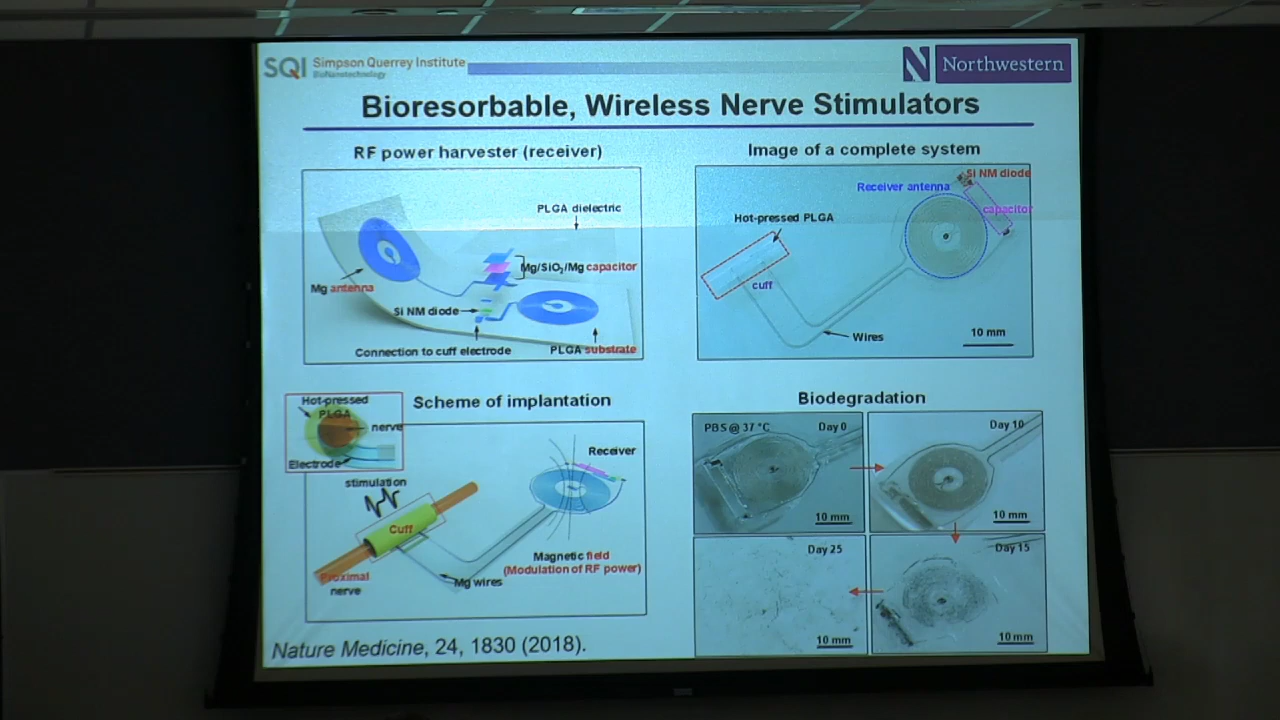 SQI Simpson Querrey Institute
BioNanotechnology
N Northwestern
Bioresorbable, Wireless Nerve Stimulators
RF power harvester (receiver)
PLGA dielectric
Mg/SiO₂/Mg capacitor
Mg antenna
Si NM diode
Connection to cuff electrode
PLGA substrate
Image of a complete system
Si NM diode
Receiver antenna
capacitor
Hot-pressed PLGA
cuff
Wires
10 mm
Scheme of implantation
Hot-pressed
PLGA
nerve
Electrode
stimulation
Receiver
Cuff
Magnetic field
(Modulation of RF power)
Proximal
nerve
Mg wires
Biodegradation
PBS @ 37 °C
Day 0
10 mm
Day 10
10 mm
Day 25
10 mm
Day 15
10 mm
Nature Medicine, 24, 1830 (2018).